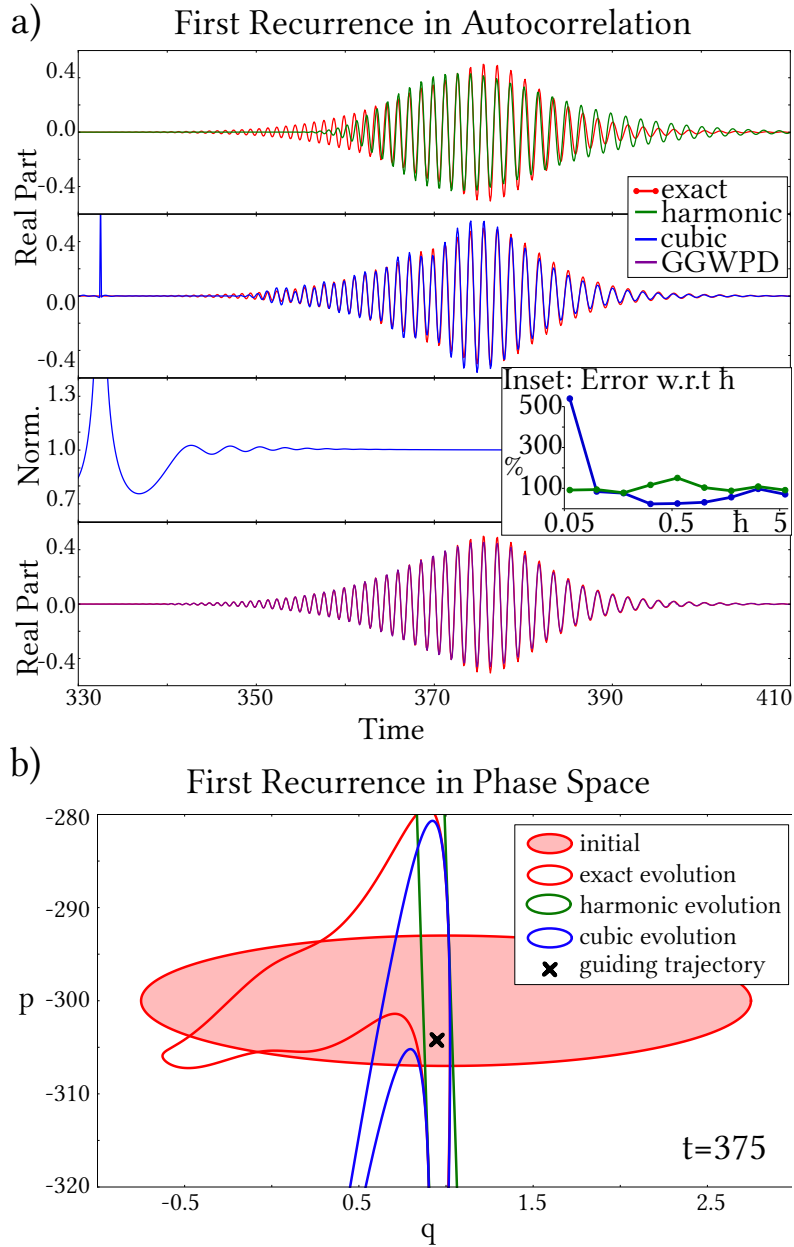 a)
First Recurrence in Autocorrelation
0.4
0.0
-0.4
Real Part
exact
harmonic
cubic
GGWPD
0.4
0.0
-0.4
1.3
1.0
0.7
Norm.
Inset: Error w.r.t ħ
500
300
100
%
0.05 0.5 ħ 5
0.4
0.0
-0.4
Real Part
330 350 370 390 410
Time
b)
First Recurrence in Phase Space
-280
-290
-300
-310
-320
p
initial
exact evolution
harmonic evolution
cubic evolution
guiding trajectory
t=375
-0.5 0.5 1.5 2.5
q